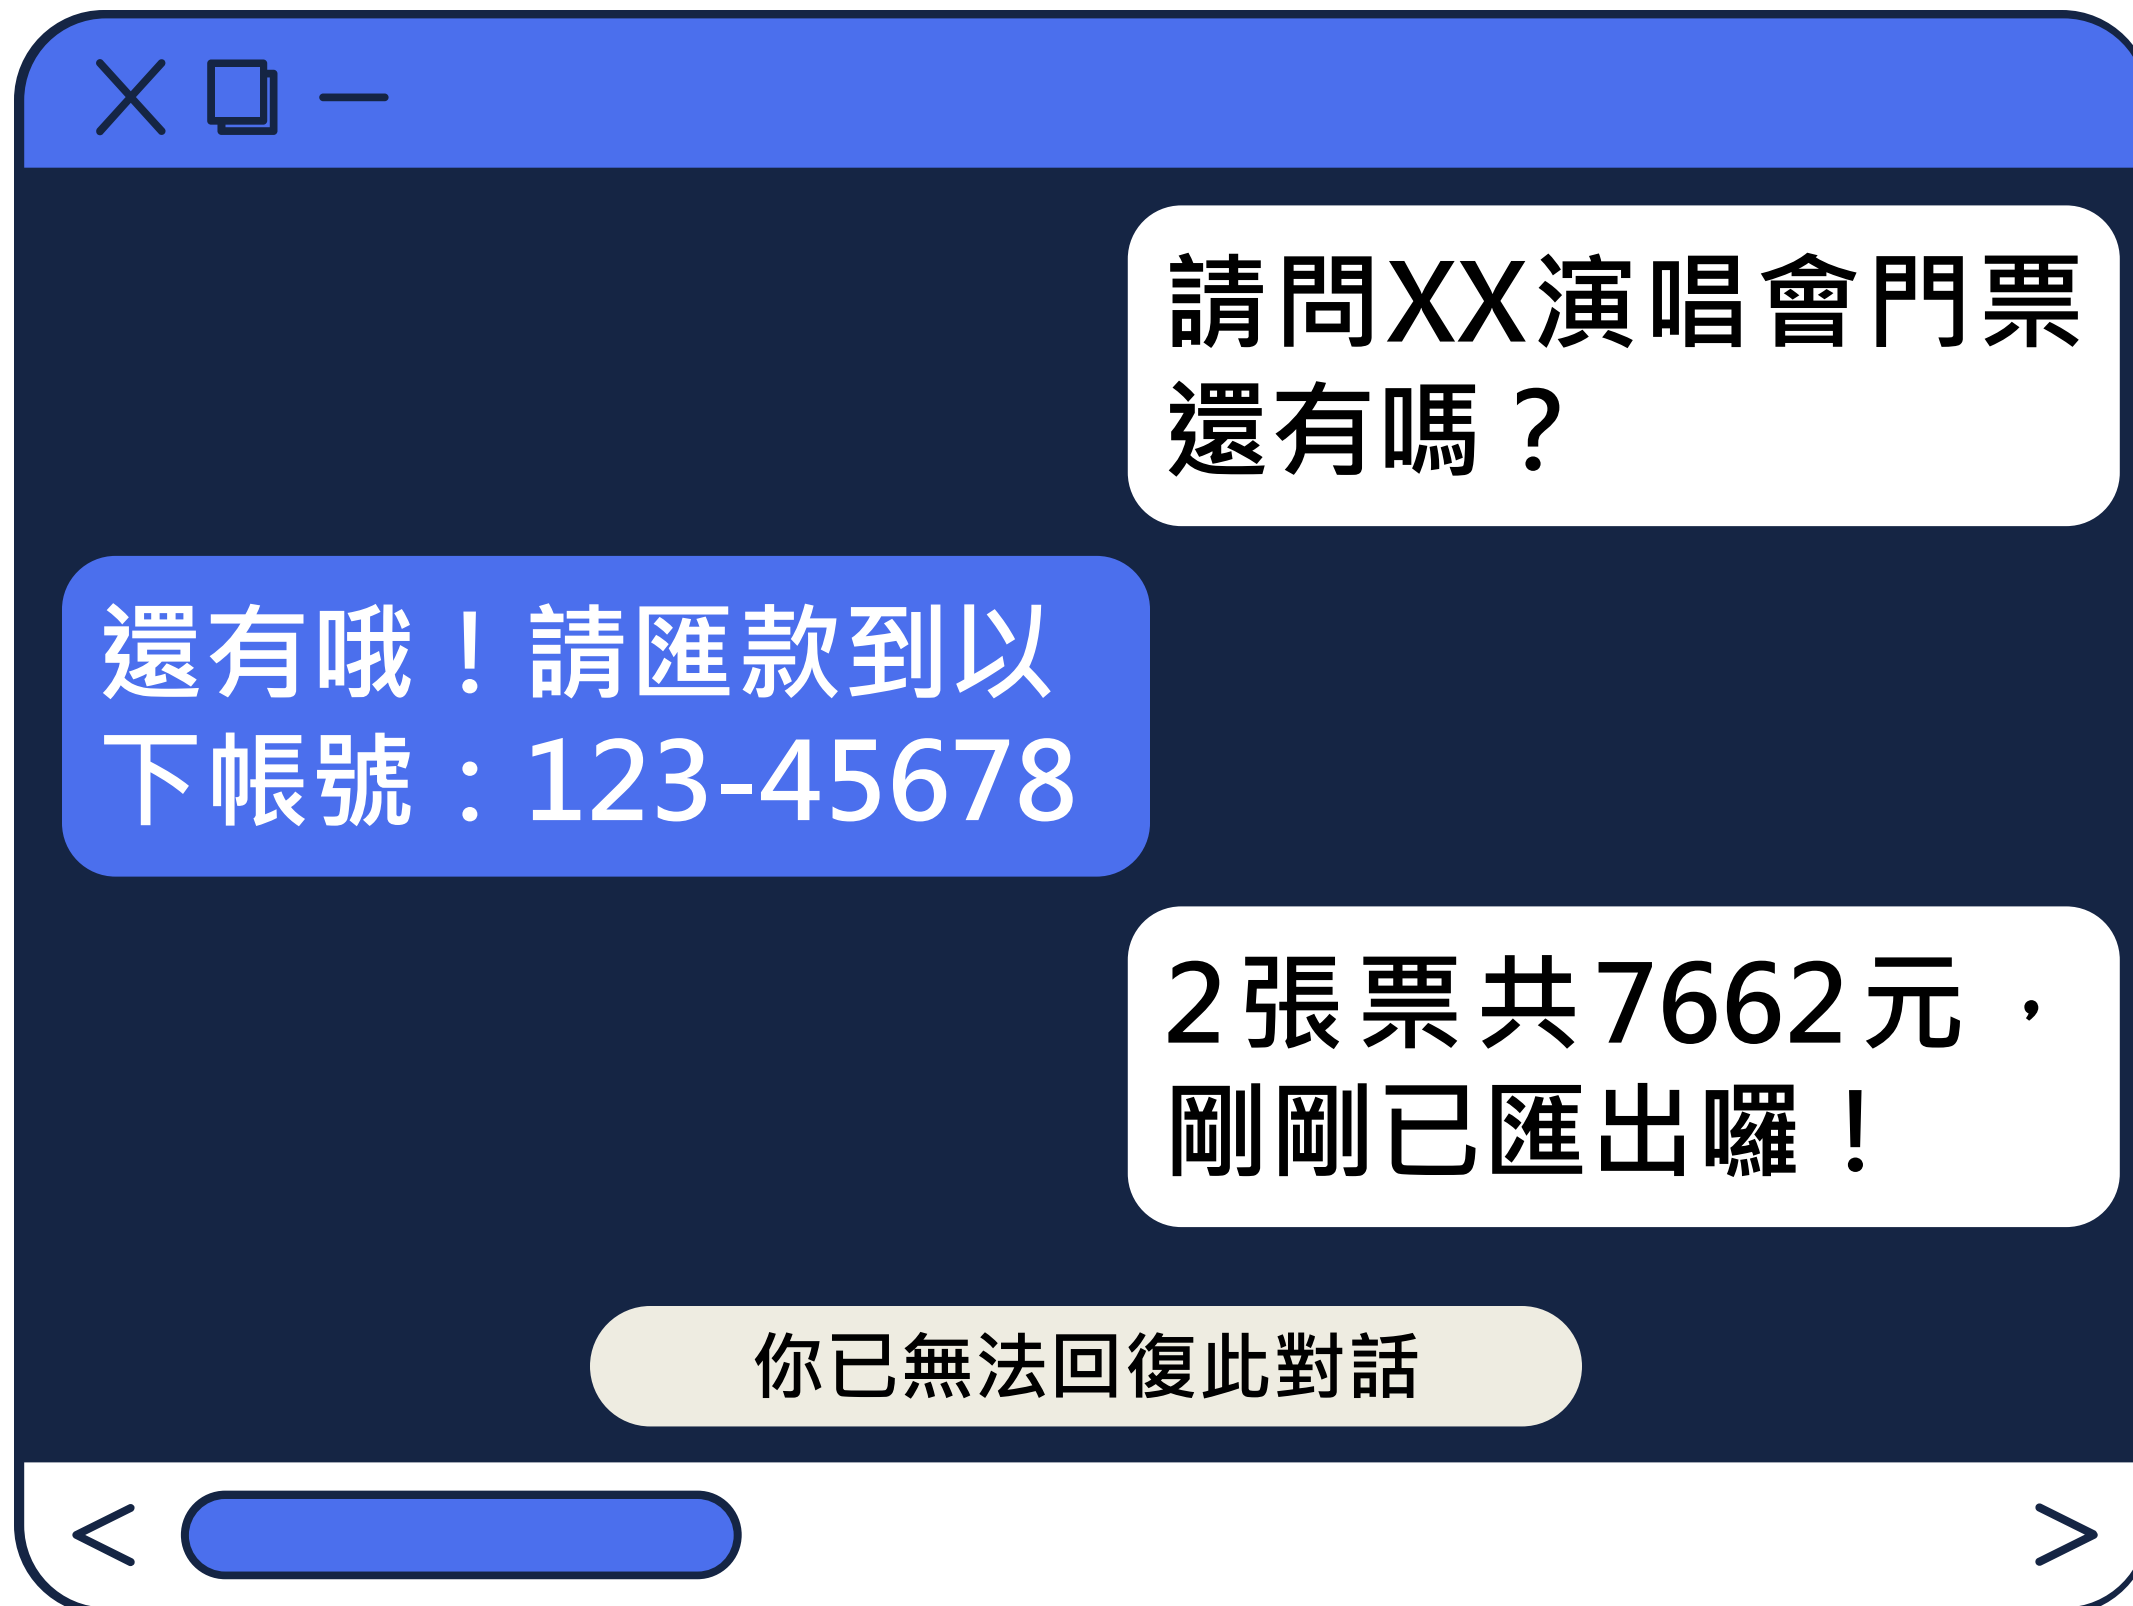 請問XX演唱會門票
還有嗎？
還有哦！請匯款到以
下帳號：123-45678
2張票共7662元，
剛剛已匯出囉！
你已無法回復此對話